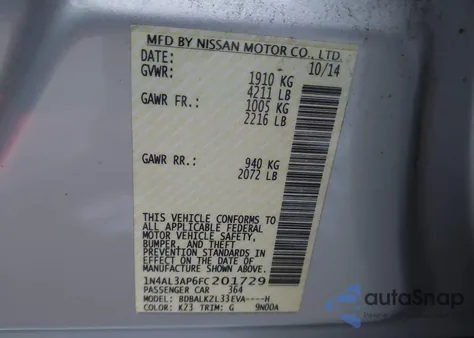 MFD BY NISSAN MOTOR CO., LTD.
DATE: 10/14
GVWR: 1910 KG
4211 LB
GAWR FR.: 1005 KG
2216 LB
GAWR RR.: 940 KG
2072 LB
THIS VEHICLE CONFORMS TO
ALL APPLICABLE FEDERAL
MOTOR VEHICLE SAFETY,
BUMPER, AND THEFT
PREVENTION STANDARDS IN
EFFECT ON THE DATE OF
MANUFACTURE SHOWN ABOVE.
1N4AL3AP6FC201729
PASSENGER CAR 364
MODEL: BDBALKZL33EVA----H
COLOR: K23 TRIM: G 9N0DA
autoSnap